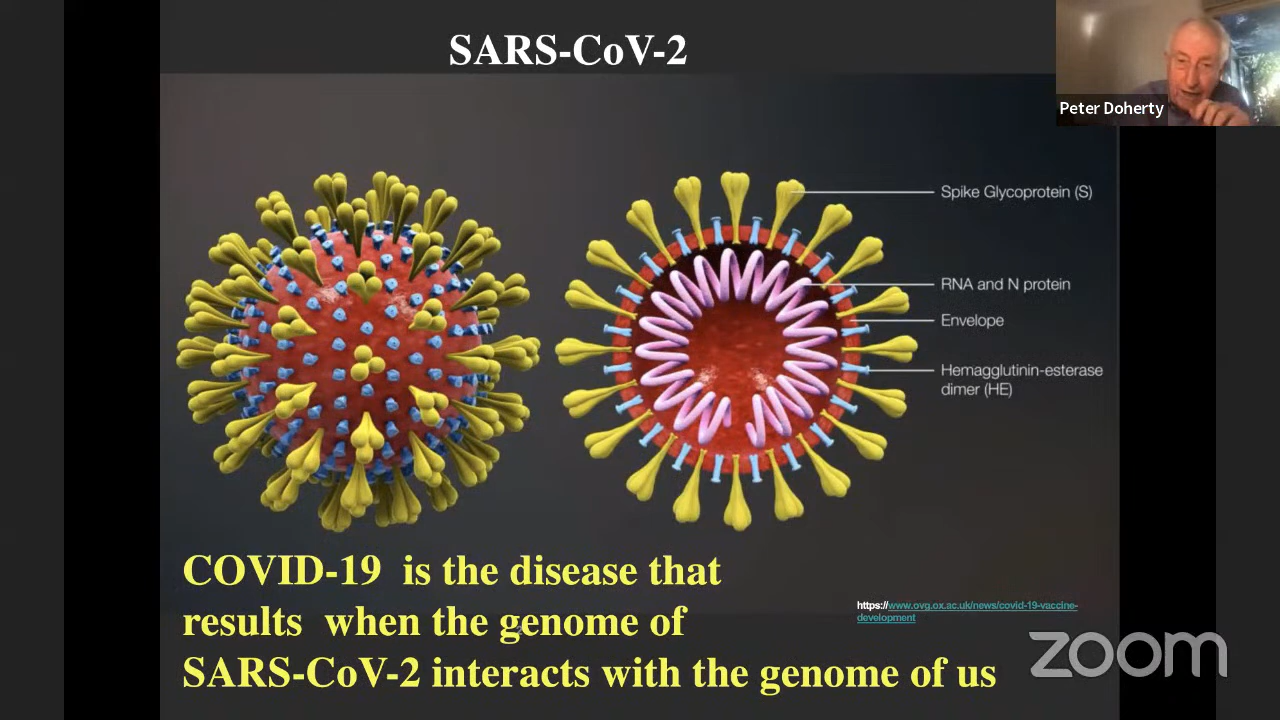 SARS-CoV-2
Peter Doherty
Spike Glycoprotein (S)
RNA and N protein
Envelope
Hemagglutinin-esterase
dimer (HE)
COVID-19 is the disease that
results when the genome of
SARS-CoV-2 interacts with the genome of us
https://www.ovg.ox.ac.uk/news/covid-19-vaccine-
development
zoom